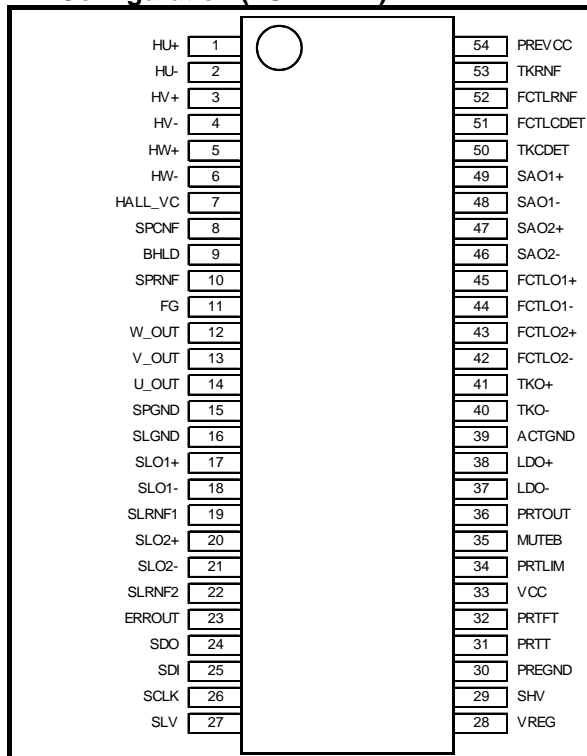 HU+ 1 54 PREVCC
HU- 2 53 TKRNF
HV+ 3 52 FCTLRNF
HV- 4 51 FCTLCDET
HW+ 5 50 TKCDET
HW- 6 49 SAO1+
HALL_VC 7 48 SAO1-
SPCNF 8 47 SAO2+
BHLD 9 46 SAO2-
SPRNF 10 45 FCTLO1+
FG 11 44 FCTLO1-
W_OUT 12 43 FCTLO2+
V_OUT 13 42 FCTLO2-
U_OUT 14 41 TKO+
SPGND 15 40 TKO-
SLGND 16 39 ACTGND
SLO1+ 17 38 LDO+
SLO1- 18 37 LDO-
SLRNF1 19 36 PRTOUT
SLO2+ 20 35 MUTEB
SLO2- 21 34 PRTLIM
SLRNF2 22 33 VCC
ERROUT 23 32 PRTFT
SDO 24 31 PRTT
SDI 25 30 PREGND
SCLK 26 29 SHV
SLV 27 28 VREG